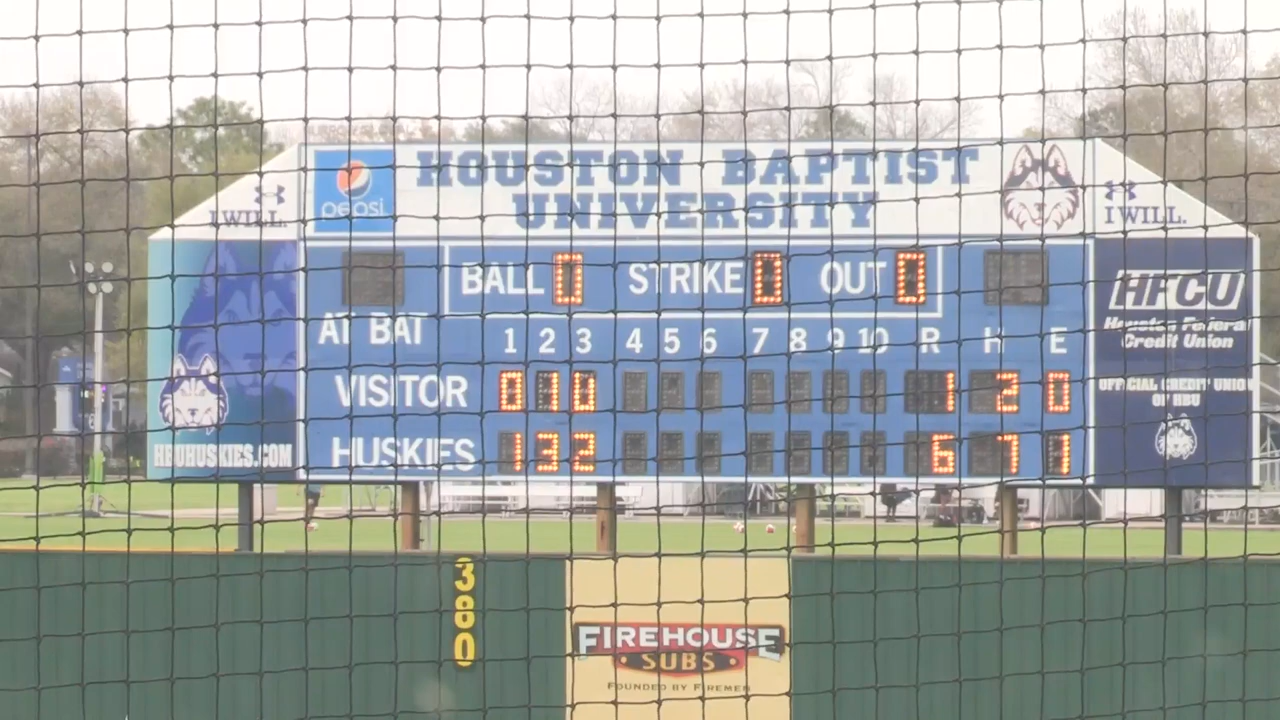 HOUSTON BAPTIST
UNIVERSITY
pepsi
I WILL.
I WILL.
BALL 0 STRIKE 0 OUT 0
AT BAT
1 2 3 4 5 6 7 8 9 10 R H E
VISITOR 0 1 0 1 2 0
HUSKIES 1 3 2 6 7 1
HBUHUSKIES.COM
HFCU
Houston Federal
Credit Union
OFFICIAL CREDIT UNION
OF HBU
380
FIREHOUSE
SUBS
FOUNDED BY FIREMEN